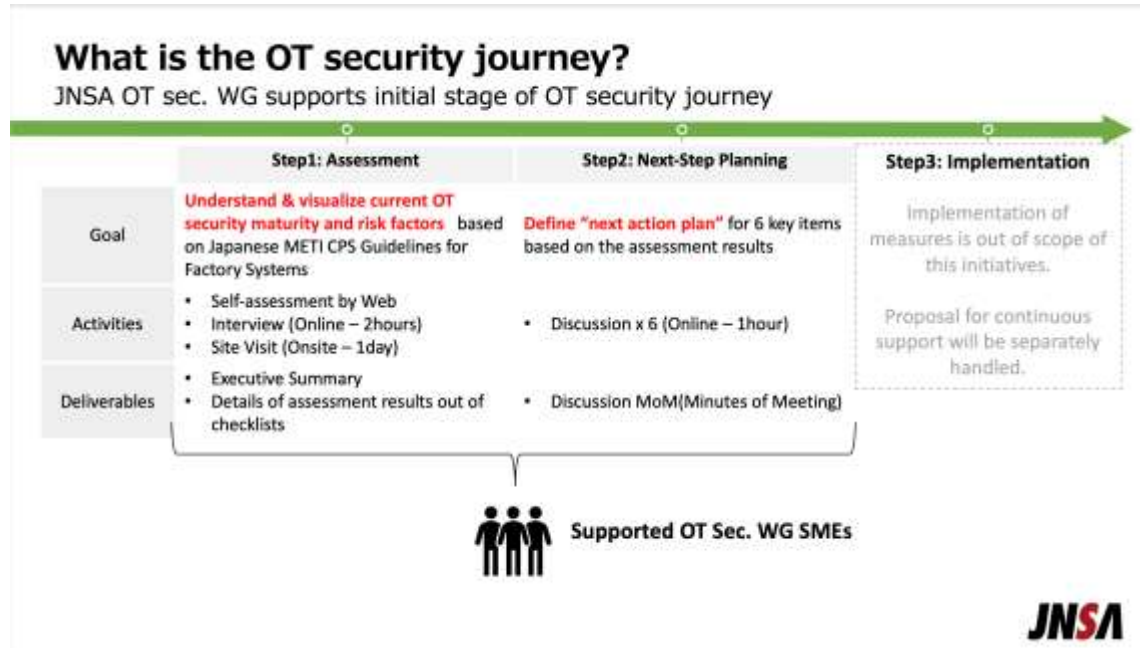 What is the OT security journey?
JNSA OT sec. WG supports initial stage of OT security journey
Step1: Assessment
Step2: Next-Step Planning
Step3: Implementation
Goal
Understand & visualize current OT
security maturity and risk factors based
on Japanese METI CPS Guidelines for
Factory Systems
Define "next action plan" for 6 key items
based on the assessment results
Implementation of
measures is out of scope of
this initiatives.
Proposal for continuous
support will be separately
handled.
Activities
• Self-assessment by Web
• Interview (Online – 2hours)
• Site Visit (Onsite – 1day)
• Discussion x 6 (Online – 1hour)
Deliverables
• Executive Summary
• Details of assessment results out of
checklists
• Discussion MoM(Minutes of Meeting)
Supported OT Sec. WG SMEs
JNSA